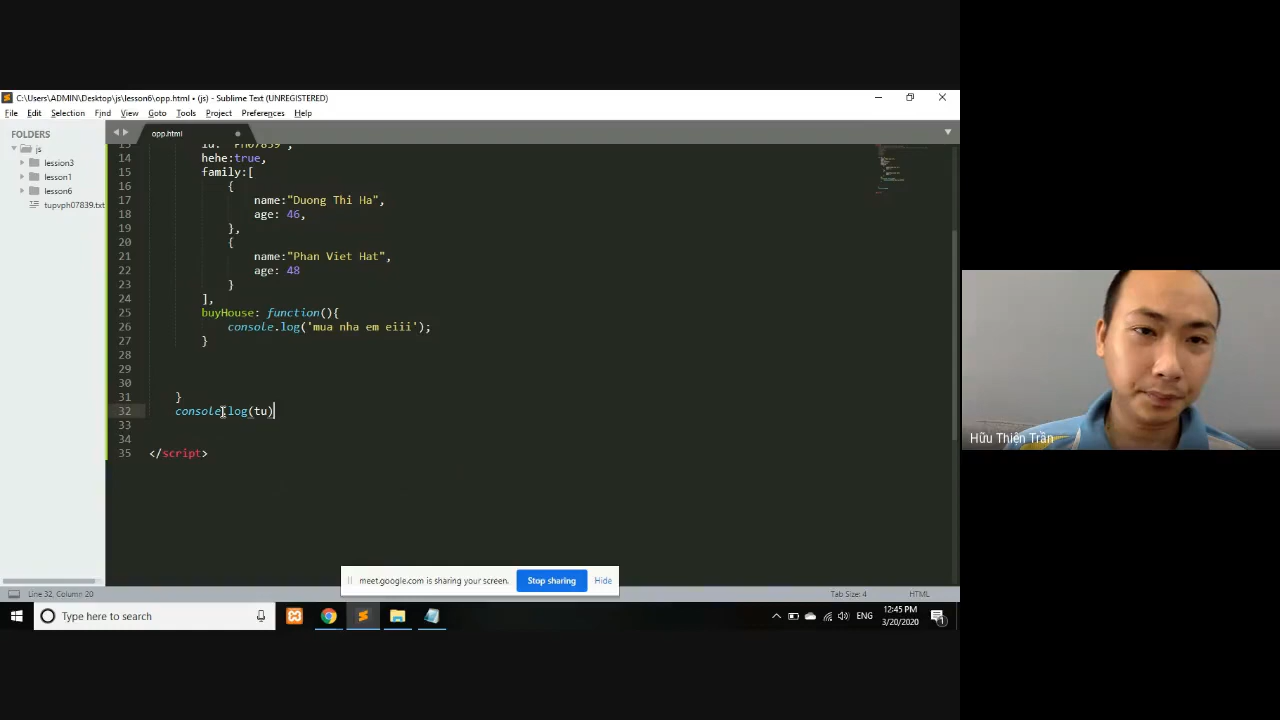 C:\Users\ADMIN\Desktop\js\lesson6\opp.html • (js) - Sublime Text (UNREGISTERED)
File Edit Selection Find View Goto Tools Project Preferences Help
FOLDERS
js
lession3
lesson1
lesson6
tupvph07839.txt
opp.html
13 id: "PH07839",
14 hehe:true,
15 family:[
16 {
17 name:"Duong Thi Ha",
18 age: 46,
19 },
20 {
21 name:"Phan Viet Hat",
22 age: 48
23 }
24 ],
25 buyHouse: function(){
26 console.log('mua nha em eiii');
27 }
28
29
30
31 }
32 console.log(tu)
33
34
35 </script>
Hữu Thiện Trần
meet.google.com is sharing your screen. Stop sharing Hide
Line 32, Column 20 Tab Size: 4 HTML
Type here to search
ENG
12:45 PM
3/20/2020
1